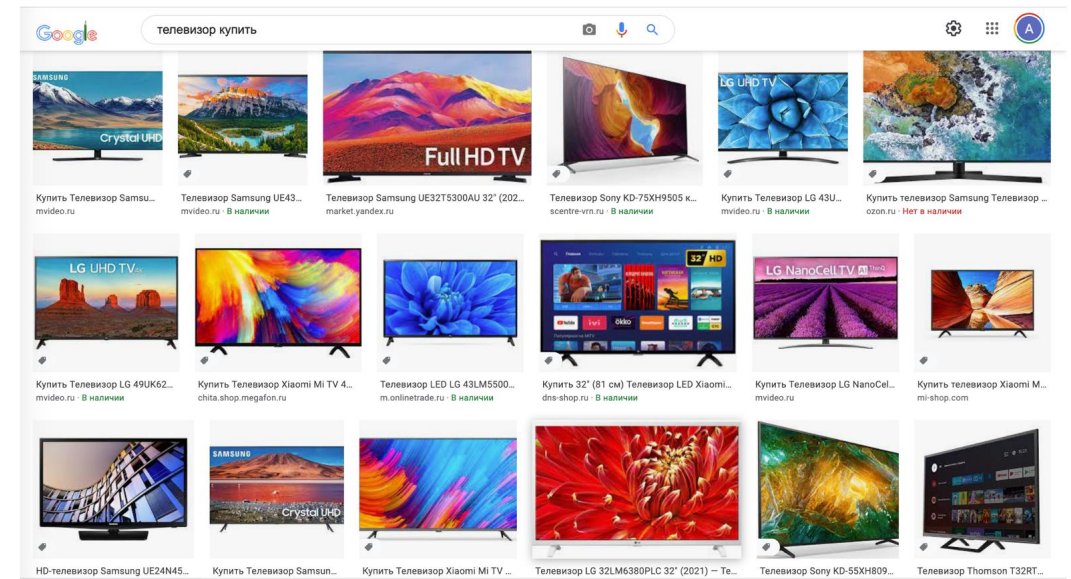 Google
телевизор купить
A
SAMSUNG
Crystal UHD
Full HD TV
LG UHD TV
Купить Телевизор Samsu...
mvideo.ru
Телевизор Samsung UE43...
mvideo.ru · В наличии
Телевизор Samsung UE32T5300AU 32" (202...
market.yandex.ru
Телевизор Sony KD-75XH9505 к...
scentre-vrn.ru · В наличии
Купить Телевизор LG 43U...
mvideo.ru · В наличии
Купить телевизор Samsung Телевизор ...
ozon.ru · Нет в наличии
LG UHD TV
32" HD
YouTube
ivi
okko
LG NanoCell TV AI ThinQ
Купить Телевизор LG 49UK62...
mvideo.ru · В наличии
Купить Телевизор Xiaomi Mi TV 4...
chita.shop.megafon.ru
Телевизор LED LG 43LM5500...
m.onlinetrade.ru · В наличии
Купить 32" (81 см) Телевизор LED Xiaomi...
dns-shop.ru · В наличии
Купить Телевизор LG NanoCel...
mvideo.ru
Купить телевизор Xiaomi M...
mi-shop.com
SAMSUNG
Crystal UHD
HD-телевизор Samsung UE24N45...
Купить Телевизор Samsun...
Купить Телевизор Xiaomi Mi TV ...
Телевизор LG 32LM6380PLC 32" (2021) — Те...
Телевизор Sony KD-55XH809...
Телевизор Thomson T32RT...